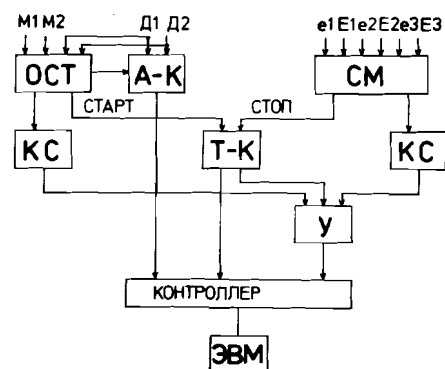 М1 М2 Д1 Д2 е1 Е1 е2 Е2 е3 Е3
ОСТ А-К СМ
СТАРТ СТОП
КС Т-К КС
У
КОНТРОЛЛЕР
ЭВМ